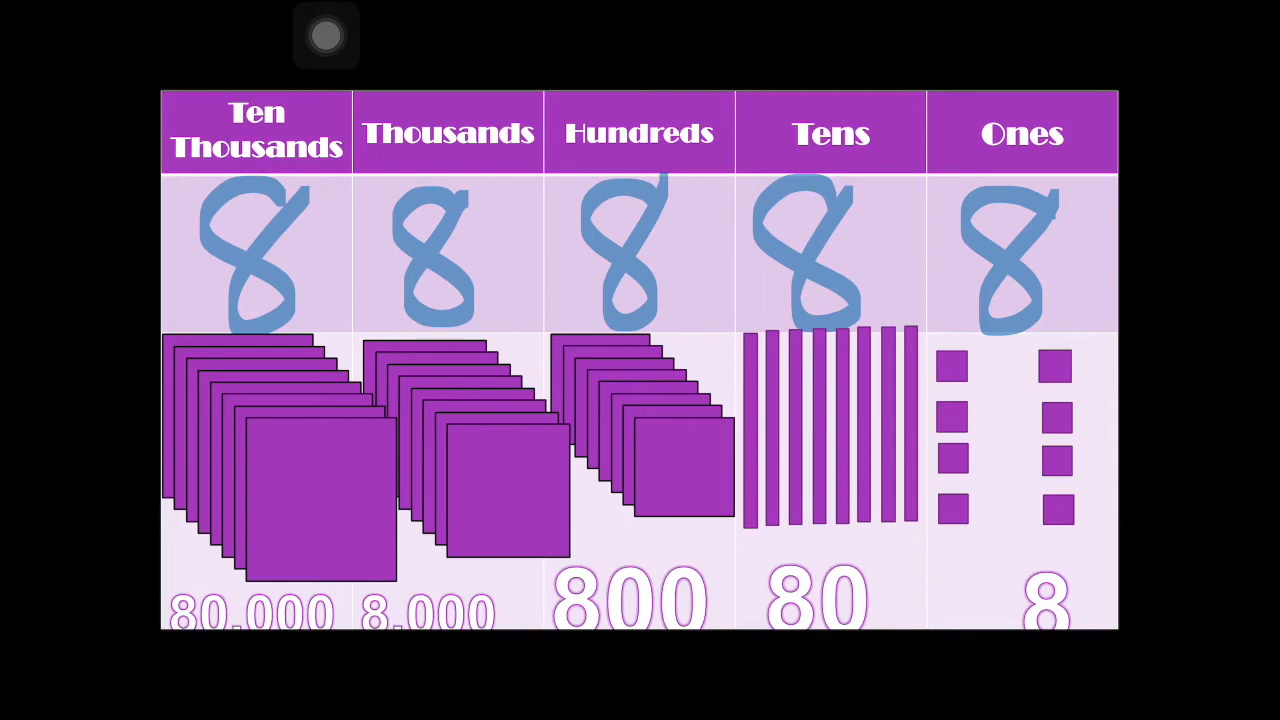 Ten
Thousands
Thousands
Hundreds
Tens
Ones
8 8 8 8 8
80,000 8,000 800 80 8